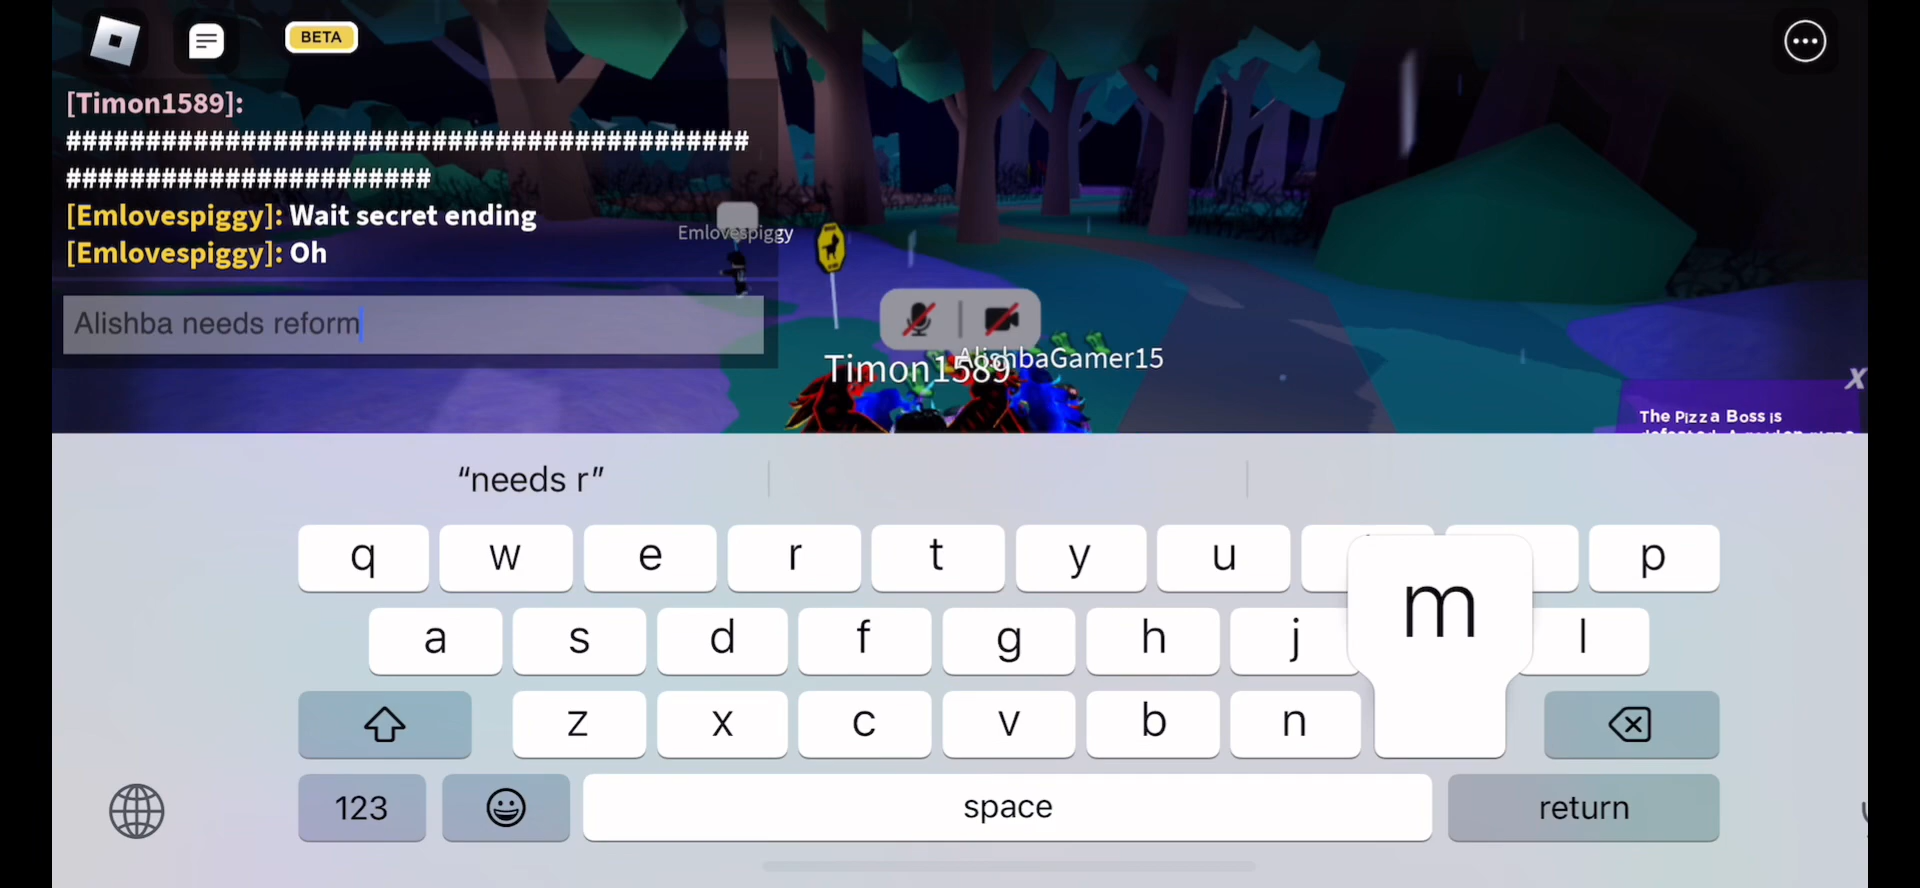 BETA
[Timon1589]:
###########################################
#######################
[Emlovespiggy]: Wait secret ending
[Emlovespiggy]: Oh
Emlovespiggy
Alishba needs reform
AlishbaGamer15
Timon1589
X
The Pizza Boss is
“needs r”
q w e r t y u p
a s d f g h j l
m
z x c v b n
123 space return